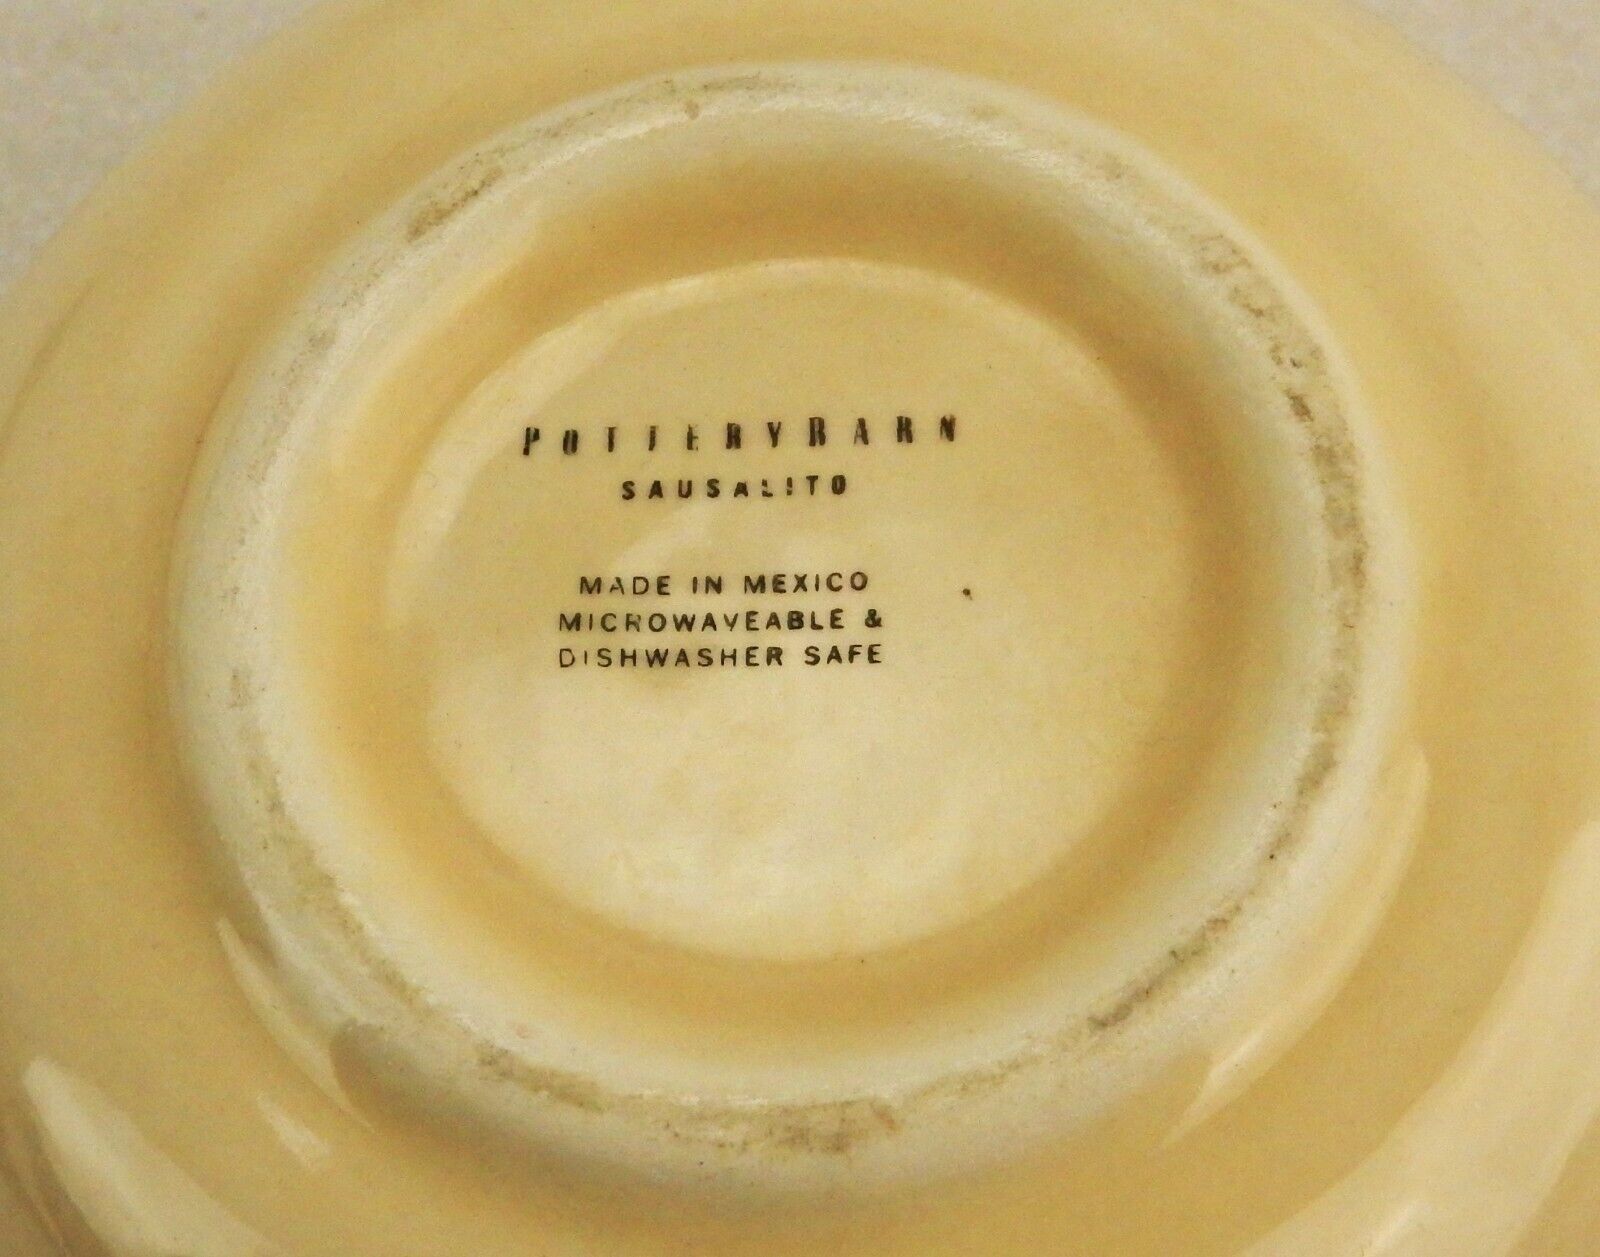 POTTERYBARN
SAUSALITO
MADE IN MEXICO
MICROWAVEABLE &
DISHWASHER SAFE